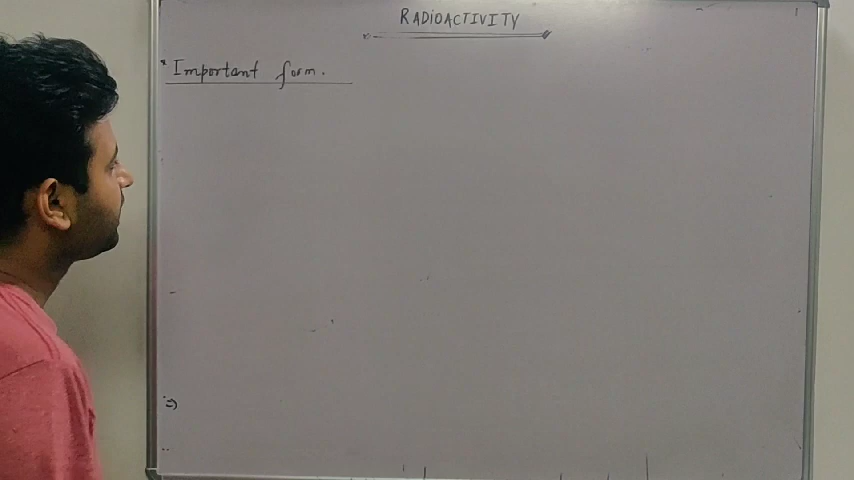 RADIOACTIVITY
* Important form.
⇒